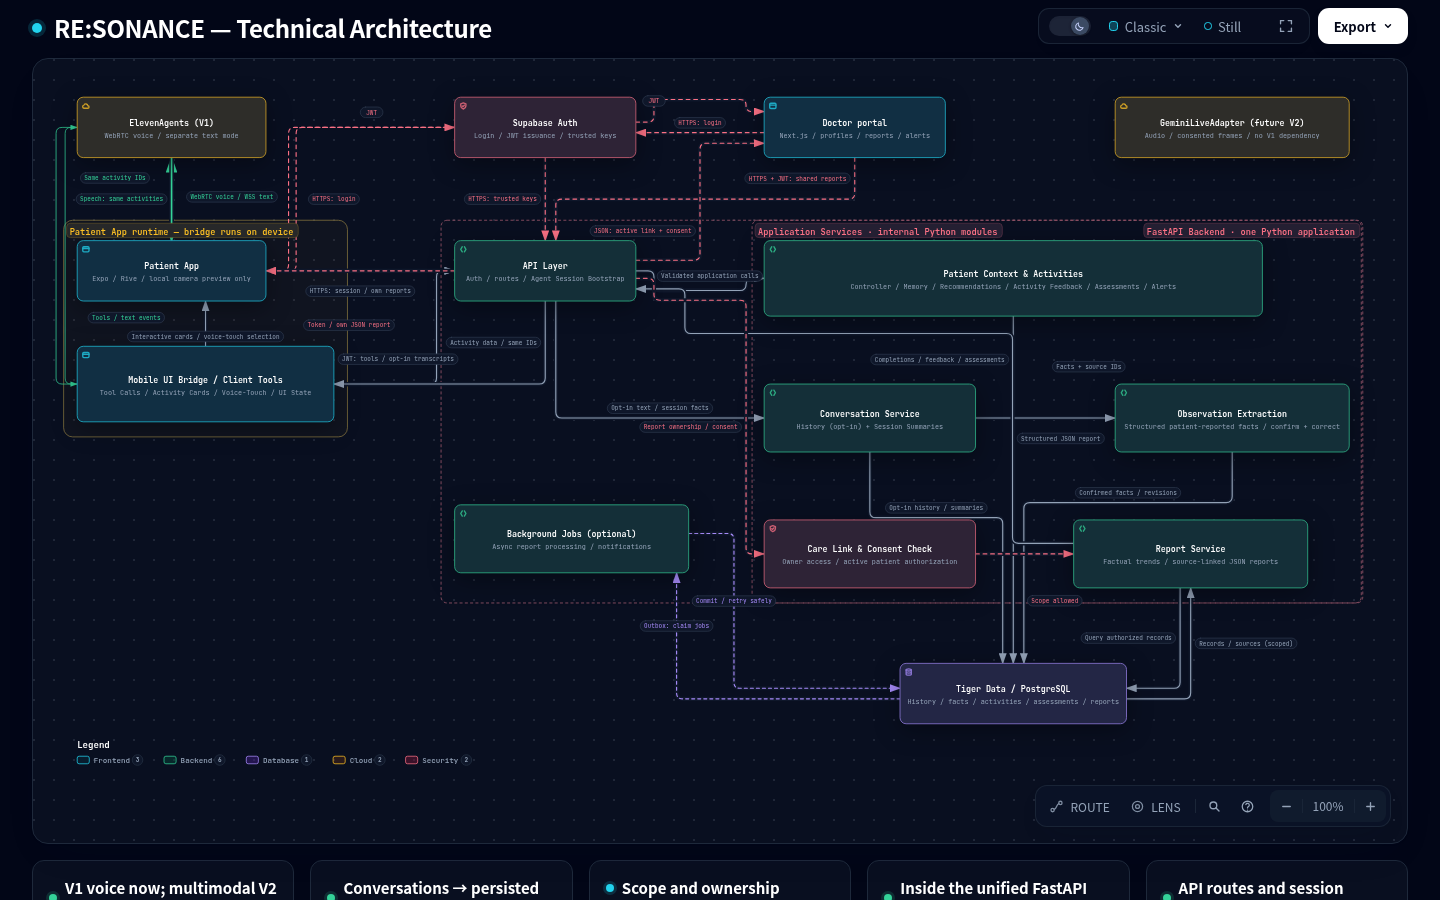 RE:SONANCE — Technical Architecture
Classic
Still
Export
ElevenAgents (V1)
WebRTC voice / separate text mode
JWT
Supabase Auth
Login / JWT issuance / trusted keys
JWT
HTTPS: login
Doctor portal
Next.js / profiles / reports / alerts
GeminiLiveAdapter (future V2)
Audio / consented frames / no V1 dependency
Same activity IDs
Speech: same activities
WebRTC voice / WSS text
HTTPS: login
HTTPS: trusted keys
HTTPS + JWT: shared reports
Patient App runtime — bridge runs on device
JSON: active link + consent
Application Services · internal Python modules
FastAPI Backend · one Python application
Patient App
Expo / Rive / local camera preview only
API Layer
Auth / routes / Agent Session Bootstrap
Validated application calls
Patient Context & Activities
Controller / Memory / Recommendations / Activity Feedback / Assessments / Alerts
HTTPS: session / own reports
Tools / text events
Token / own JSON report
Interactive cards / voice-touch selection
Activity data / same IDs
JWT: tools / opt-in transcripts
Completions / feedback / assessments
Facts + source IDs
Mobile UI Bridge / Client Tools
Tool Calls / Activity Cards / Voice-Touch / UI State
Opt-in text / session facts
Report ownership / consent
Conversation Service
History (opt-in) + Session Summaries
Structured JSON report
Observation Extraction
Structured patient-reported facts / confirm + correct
Confirmed facts / revisions
Opt-in history / summaries
Background Jobs (optional)
Async report processing / notifications
Care Link & Consent Check
Owner access / active patient authorization
Report Service
Factual trends / source-linked JSON reports
Commit / retry safely
Scope allowed
Outbox: claim jobs
Query authorized records
Records / sources (scoped)
Tiger Data / PostgreSQL
History / facts / activities / assessments / reports
Legend
Frontend 3
Backend 6
Database 1
Cloud 2
Security 2
ROUTE
LENS
100%
V1 voice now; multimodal V2
Conversations → persisted
Scope and ownership
Inside the unified FastAPI
API routes and session